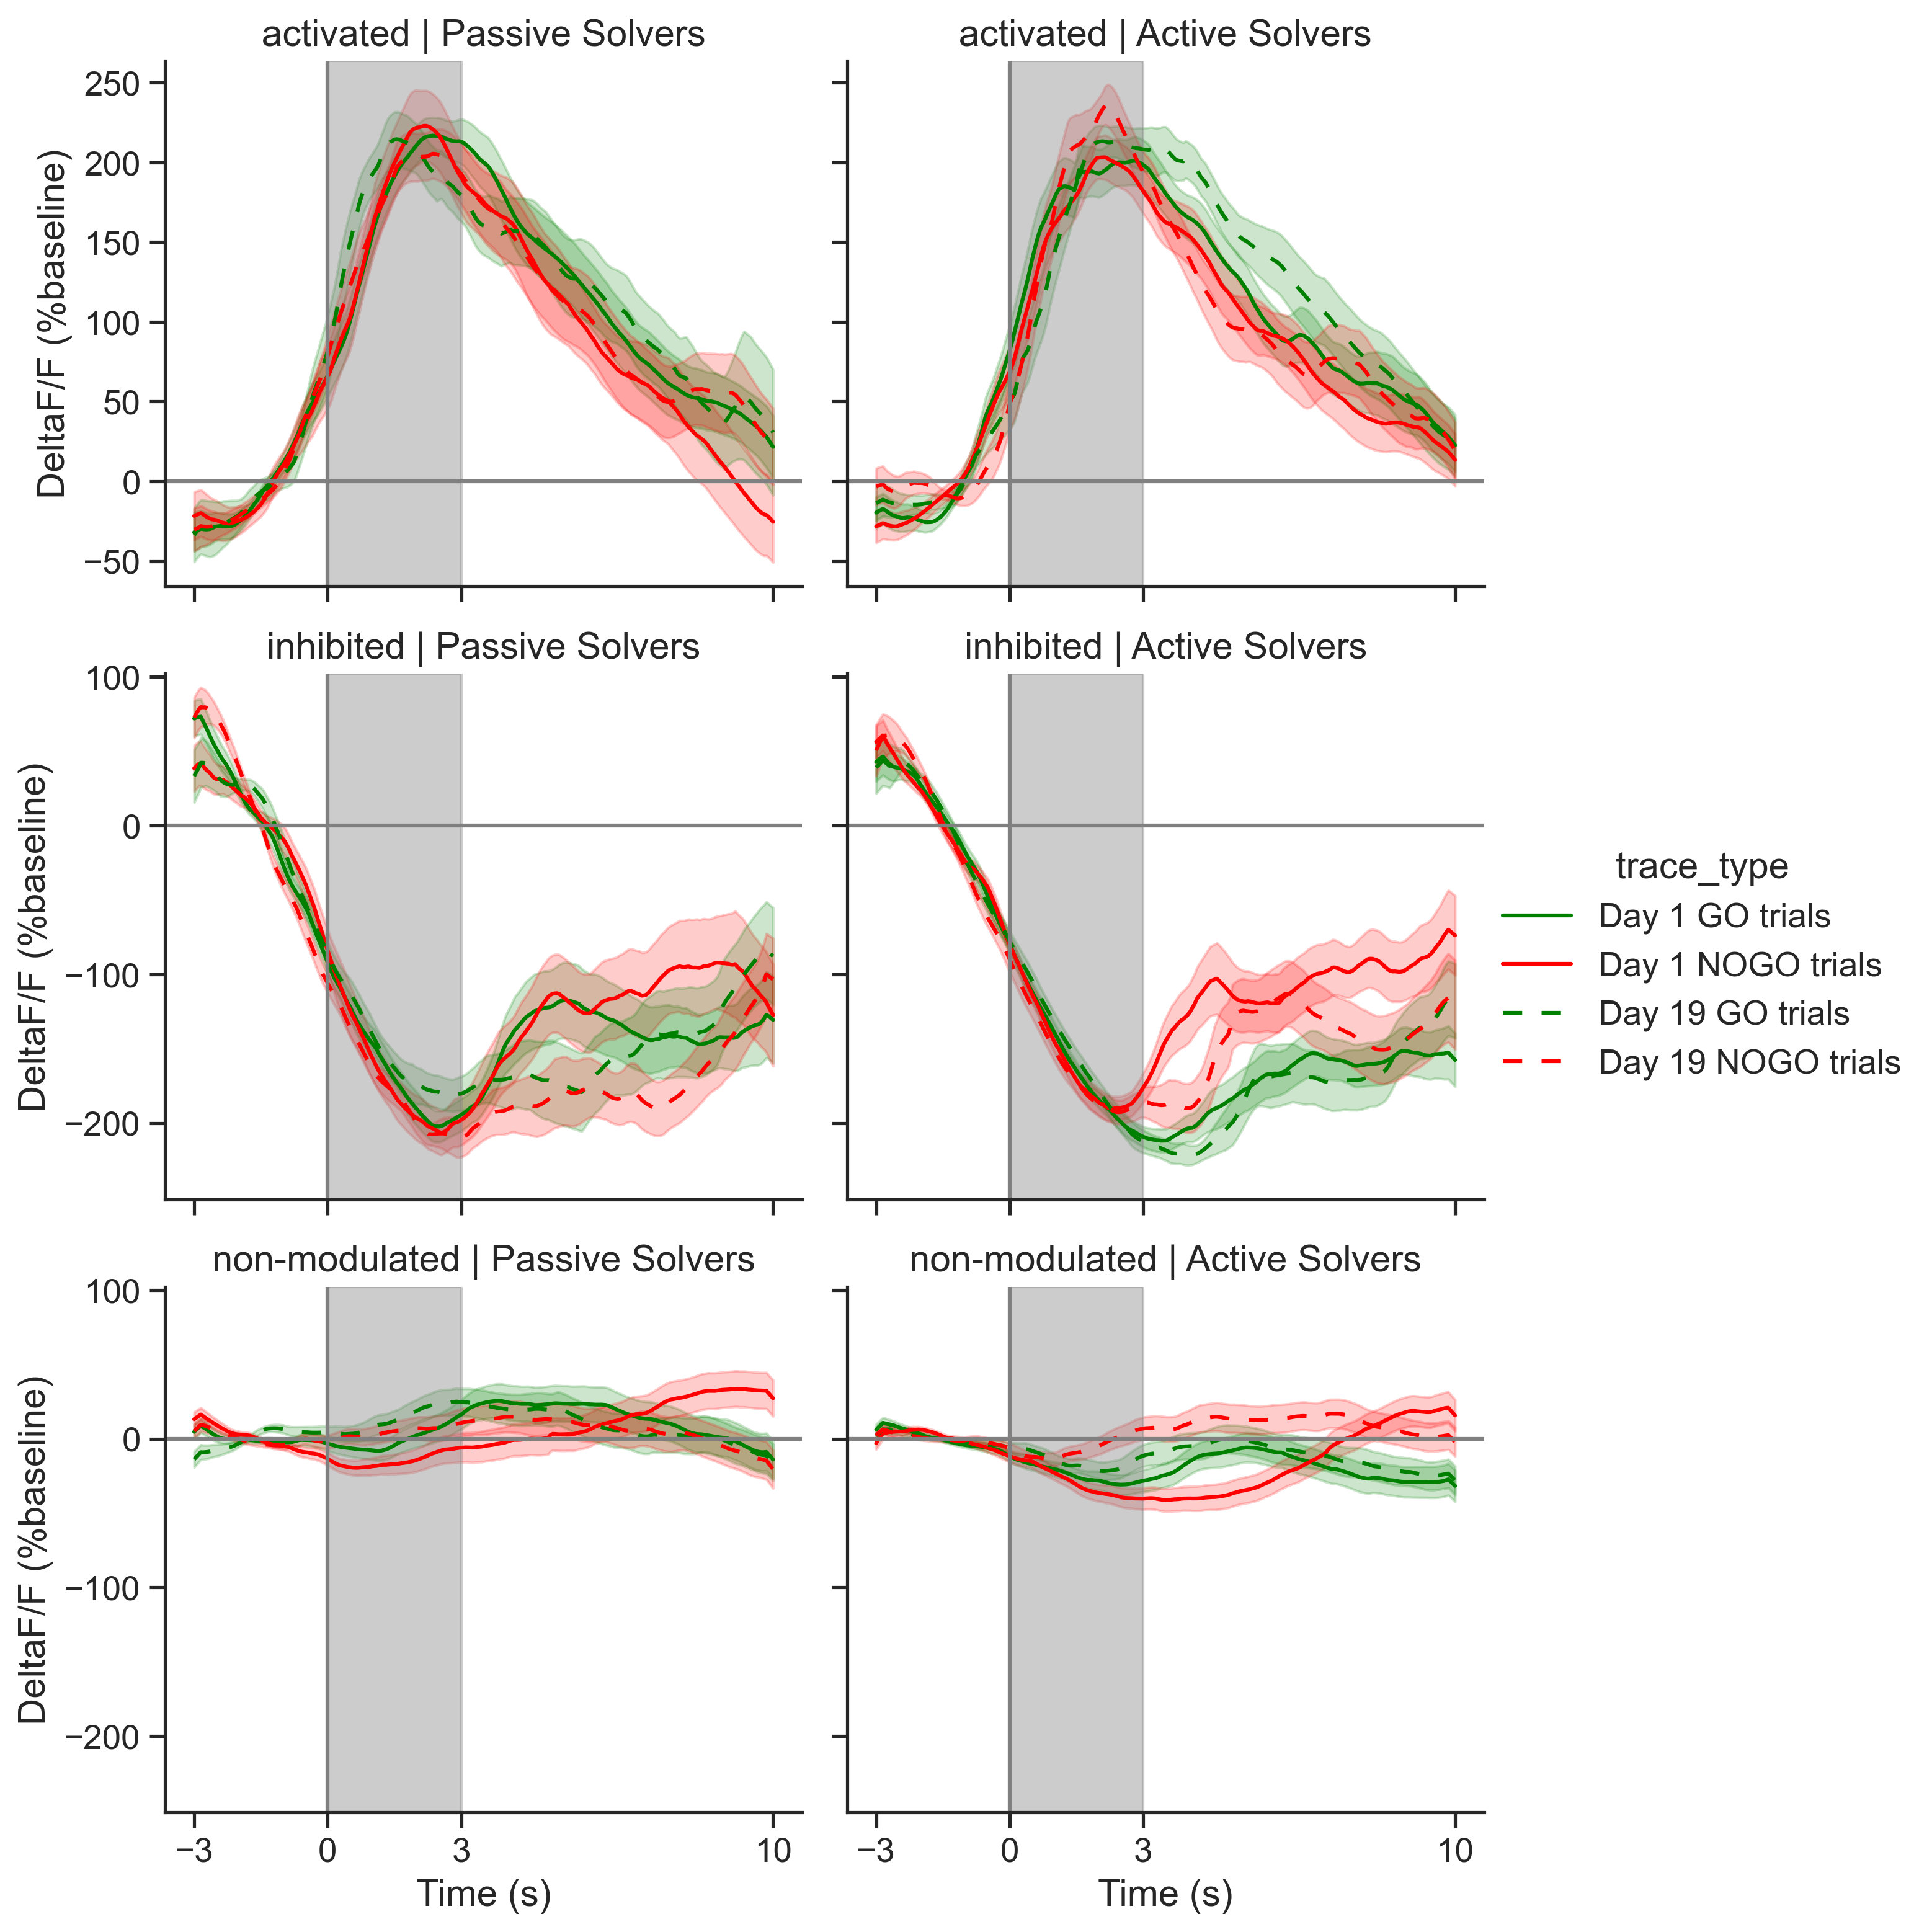 activated | Passive Solvers
activated | Active Solvers
DeltaF/F (%baseline)
250
200
150
100
50
0
−50
inhibited | Passive Solvers
inhibited | Active Solvers
DeltaF/F (%baseline)
100
0
−100
−200
trace_type
Day 1 GO trials
Day 1 NOGO trials
Day 19 GO trials
Day 19 NOGO trials
non-modulated | Passive Solvers
non-modulated | Active Solvers
DeltaF/F (%baseline)
100
0
−100
−200
−3 0 3 10
Time (s)
−3 0 3 10
Time (s)